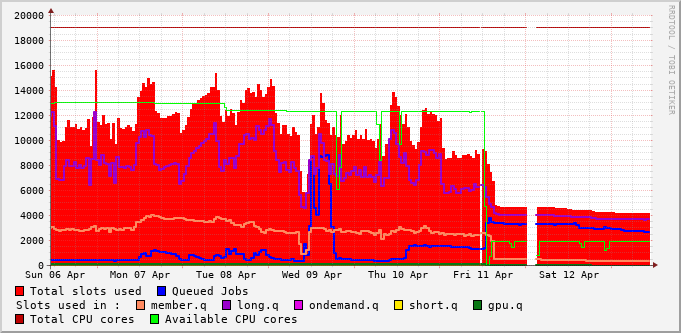 20000
18000
16000
14000
12000
10000
8000
6000
4000
2000
0
Sun 06 Apr Mon 07 Apr Tue 08 Apr Wed 09 Apr Thu 10 Apr Fri 11 Apr Sat 12 Apr
Total slots used Queued Jobs
Slots used in : member.q long.q ondemand.q short.q gpu.q
Total CPU cores Available CPU cores
RRDTOOL / TOBI OETIKER